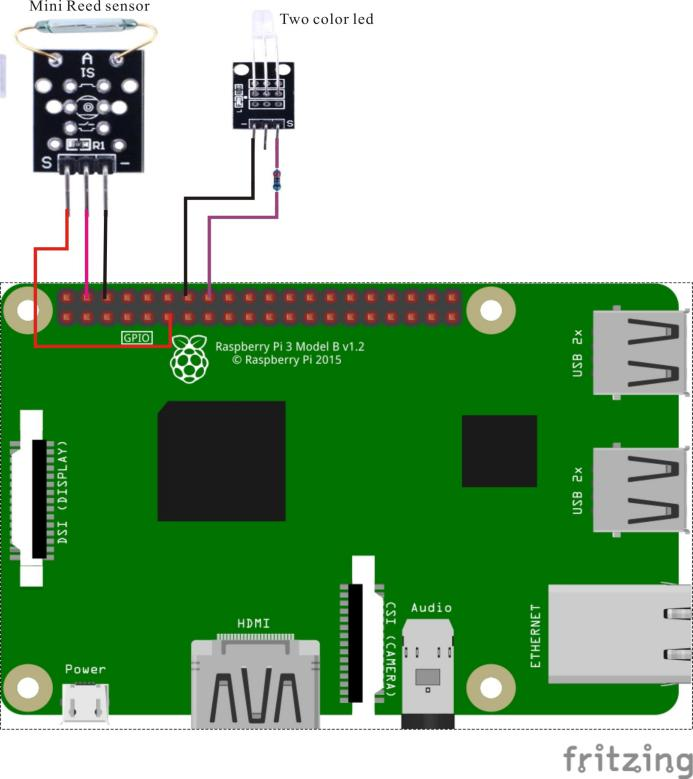 Mini Reed sensor
Two color led
A
S1
R1
S
-
-
S
GPIO
Raspberry Pi 3 Model B v1.2
© Raspberry Pi 2015
USB 2x
USB 2x
DSI (DISPLAY)
ETHERNET
HDMI
CSI (CAMERA)
Audio
Power
fritzing